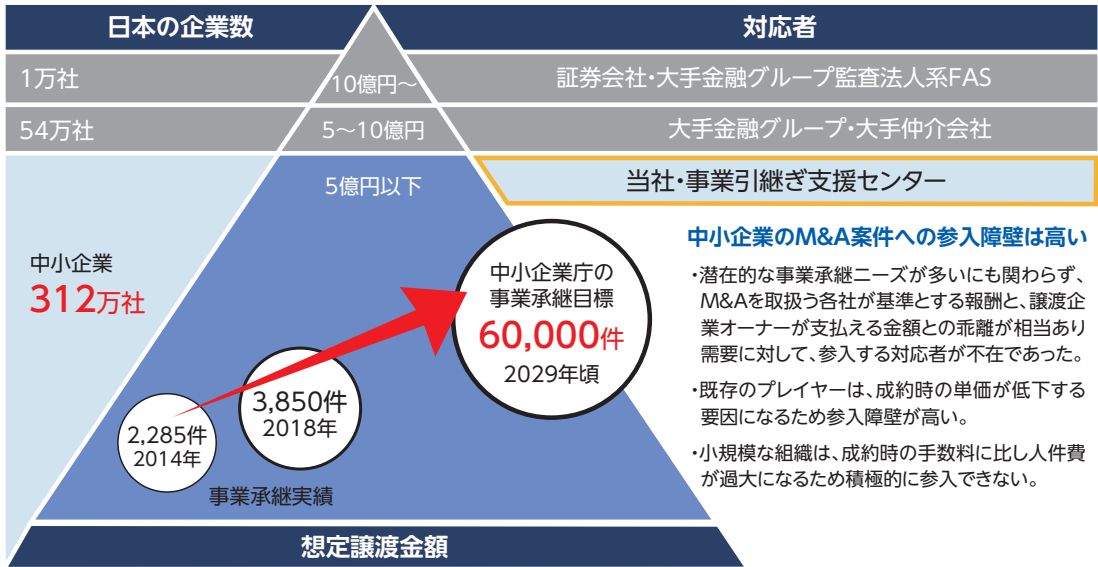 日本の企業数
対応者
1万社
10億円～
証券会社・大手金融グループ監査法人系FAS
54万社
5～10億円
大手金融グループ・大手仲介会社
5億円以下
当社・事業引継ぎ支援センター
中小企業
312万社
中小企業庁の
事業承継目標
60,000件
2029年頃
3,850件
2018年
2,285件
2014年
事業承継実績
想定譲渡金額
中小企業のM&A案件への参入障壁は高い
・潜在的な事業承継ニーズが多いにも関わらず、
M&Aを取扱う各社が基準とする報酬と、譲渡企
業オーナーが支払える金額との乖離が相当あり
需要に対して、参入する対応者が不在であった。
・既存のプレイヤーは、成約時の単価が低下する
要因になるため参入障壁が高い。
・小規模な組織は、成約時の手数料に比し人件費
が過大になるため積極的に参入できない。